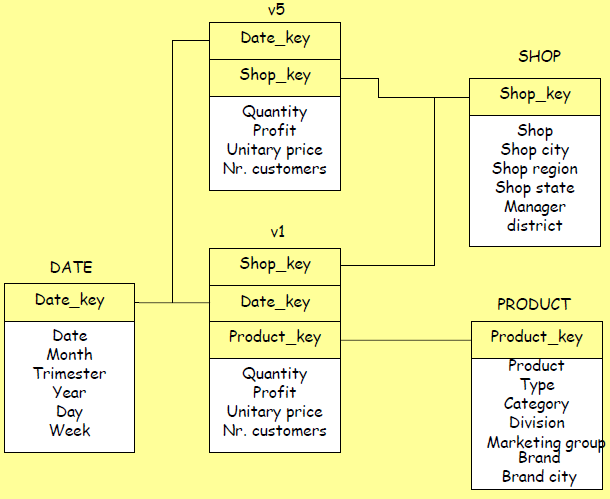 v5
Date_key
Shop_key
Quantity
Profit
Unitary price
Nr. customers
SHOP
Shop_key
Shop
Shop city
Shop region
Shop state
Manager
district
v1
Shop_key
Date_key
Product_key
Quantity
Profit
Unitary price
Nr. customers
DATE
Date_key
Date
Month
Trimester
Year
Day
Week
PRODUCT
Product_key
Product
Type
Category
Division
Marketing group
Brand
Brand city